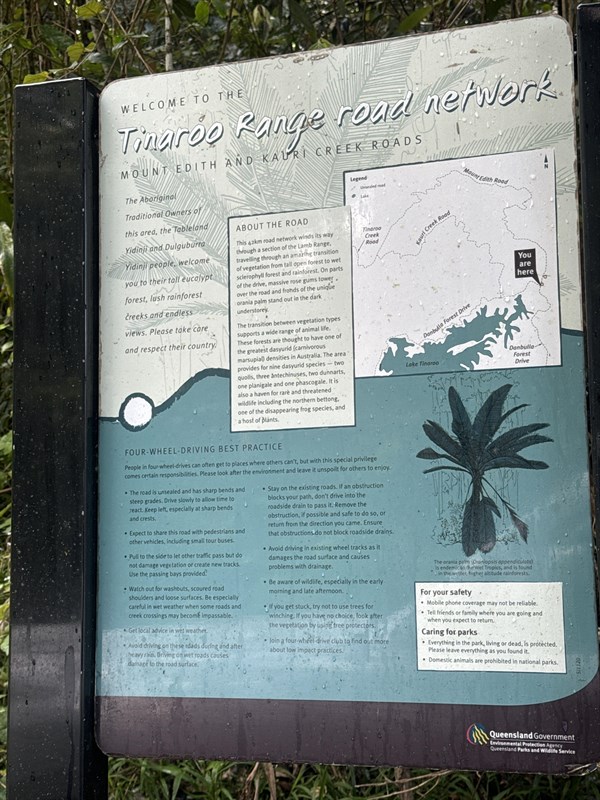 WELCOME TO THE
Tinaroo Range road network
MOUNT EDITH AND KAURI CREEK ROADS
The Aboriginal
Traditional Owners of
this area, the Tableland
Yidinji and Dulguburra
Yidinji people, welcome
you to their tall eucalypt
forest, lush rainforest
creeks and endless
views. Please take care
and respect their country.
ABOUT THE ROAD
This 42km road network winds its way
through a section of the Lamb Range,
travelling through an amazing transition
of vegetation from tall open forest to wet
sclerophyll forest and rainforest. On parts
of the drive, massive rose gums tower
over the road and fronds of the unique
orania palm stand out in the dark
understorey.
The transition between vegetation types
supports a wide range of animal life.
These forests are thought to have one of
the greatest dasyurid (carnivorous
marsupial) densities in Australia. The area
provides for nine dasyurid species — two
quolls, three antechinuses, two dunnarts,
one planigale and one phascogale. It is
also a haven for rare and threatened
wildlife including the northern bettong,
one of the disappearing frog species, and
a host of plants.
Legend
Unsealed road
Lake
N
Mount Edith Road
Tinaroo
Creek
Road
Kauri Creek Road
You
are
here
Danbulla Forest Drive
Lake Tinaroo
Danbulla
Forest
Drive
FOUR-WHEEL-DRIVING BEST PRACTICE
People in four-wheel-drives can often get to places where others can't, but with this special privilege
comes certain responsibilities. Please look after the environment and leave it unspoilt for others to enjoy.
• The road is unsealed and has sharp bends and
steep grades. Drive slowly to allow time to
react. Keep left, especially at sharp bends
and crests.
• Expect to share this road with pedestrians and
other vehicles, including small tour buses.
• Pull to the side to let other traffic pass but do
not damage vegetation or create new tracks.
Use the passing bays provided.
• Watch out for washouts, scoured road
shoulders and loose surfaces. Be especially
careful in wet weather when some roads and
creek crossings may become impassable.
• Get local advice in wet weather.
• Avoid driving on these roads during and after
heavy rain. Driving on wet roads causes
damage to the road surface.
• Stay on the existing roads. If an obstruction
blocks your path, don't drive into the
roadside drain to pass it. Remove the
obstruction, if possible and safe to do so, or
return from the direction you came. Ensure
that obstructions do not block roadside drains.
• Avoid driving in existing wheel tracks as it
damages the road surface and causes
problems with drainage.
• Be aware of wildlife, especially in the early
morning and late afternoon.
• If you get stuck, try not to use trees for
winching. If you have no choice, look after
the vegetation by using tree protectors.
• Join a four-wheel-drive club to find out more
about low impact practices.
The orania palm (Oraniopsis appendiculata)
is endemic to the Wet Tropics, and is found
in the wetter, higher altitude rainforests.
For your safety
• Mobile phone coverage may not be reliable.
• Tell friends or family where you are going and
when you expect to return.
Caring for parks
• Everything in the park, living or dead, is protected.
Please leave everything as you found it.
• Domestic animals are prohibited in national parks.
Queensland Government
Environmental Protection Agency
Queensland Parks and Wildlife Service